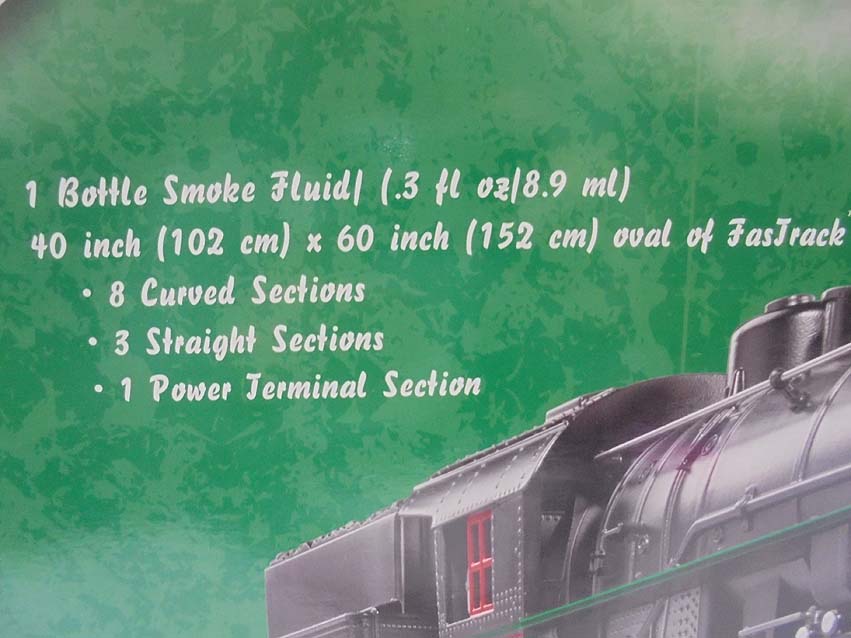 1 Bottle Smoke Fluid| (.3 fl oz|8.9 ml)
40 inch (102 cm) x 60 inch (152 cm) oval of FasTrack
• 8 Curved Sections
• 3 Straight Sections
• 1 Power Terminal Section